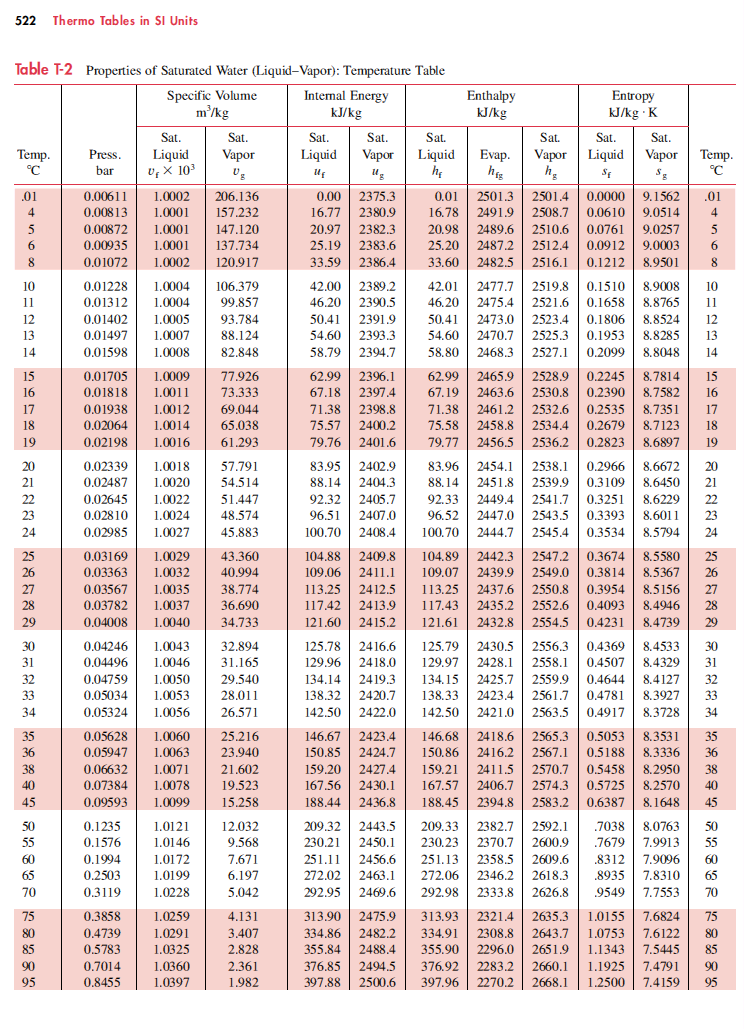 522 Thermo Tables in SI Units
Table T-2 Properties of Saturated Water (Liquid–Vapor): Temperature Table
Specific Volume Internal Energy Enthalpy Entropy
m³/kg kJ/kg kJ/kg kJ/kg · K
Sat. Sat. Sat. Sat. Sat. Sat. Sat. Sat.
Temp. Press. Liquid Vapor Liquid Vapor Liquid Evap. Vapor Liquid Vapor Temp.
°C bar vf × 10³ vg uf ug hf hfg hg sf sg °C
.01 0.00611 1.0002 206.136 0.00 2375.3 0.01 2501.3 2501.4 0.0000 9.1562 .01
4 0.00813 1.0001 157.232 16.77 2380.9 16.78 2491.9 2508.7 0.0610 9.0514 4
5 0.00872 1.0001 147.120 20.97 2382.3 20.98 2489.6 2510.6 0.0761 9.0257 5
6 0.00935 1.0001 137.734 25.19 2383.6 25.20 2487.2 2512.4 0.0912 9.0003 6
8 0.01072 1.0002 120.917 33.59 2386.4 33.60 2482.5 2516.1 0.1212 8.9501 8
10 0.01228 1.0004 106.379 42.00 2389.2 42.01 2477.7 2519.8 0.1510 8.9008 10
11 0.01312 1.0004 99.857 46.20 2390.5 46.20 2475.4 2521.6 0.1658 8.8765 11
12 0.01402 1.0005 93.784 50.41 2391.9 50.41 2473.0 2523.4 0.1806 8.8524 12
13 0.01497 1.0007 88.124 54.60 2393.3 54.60 2470.7 2525.3 0.1953 8.8285 13
14 0.01598 1.0008 82.848 58.79 2394.7 58.80 2468.3 2527.1 0.2099 8.8048 14
15 0.01705 1.0009 77.926 62.99 2396.1 62.99 2465.9 2528.9 0.2245 8.7814 15
16 0.01818 1.0011 73.333 67.18 2397.4 67.19 2463.6 2530.8 0.2390 8.7582 16
17 0.01938 1.0012 69.044 71.38 2398.8 71.38 2461.2 2532.6 0.2535 8.7351 17
18 0.02064 1.0014 65.038 75.57 2400.2 75.58 2458.8 2534.4 0.2679 8.7123 18
19 0.02198 1.0016 61.293 79.76 2401.6 79.77 2456.5 2536.2 0.2823 8.6897 19
20 0.02339 1.0018 57.791 83.95 2402.9 83.96 2454.1 2538.1 0.2966 8.6672 20
21 0.02487 1.0020 54.514 88.14 2404.3 88.14 2451.8 2539.9 0.3109 8.6450 21
22 0.02645 1.0022 51.447 92.32 2405.7 92.33 2449.4 2541.7 0.3251 8.6229 22
23 0.02810 1.0024 48.574 96.51 2407.0 96.52 2447.0 2543.5 0.3393 8.6011 23
24 0.02985 1.0027 45.883 100.70 2408.4 100.70 2444.7 2545.4 0.3534 8.5794 24
25 0.03169 1.0029 43.360 104.88 2409.8 104.89 2442.3 2547.2 0.3674 8.5580 25
26 0.03363 1.0032 40.994 109.06 2411.1 109.07 2439.9 2549.0 0.3814 8.5367 26
27 0.03567 1.0035 38.774 113.25 2412.5 113.25 2437.6 2550.8 0.3954 8.5156 27
28 0.03782 1.0037 36.690 117.42 2413.9 117.43 2435.2 2552.6 0.4093 8.4946 28
29 0.04008 1.0040 34.733 121.60 2415.2 121.61 2432.8 2554.5 0.4231 8.4739 29
30 0.04246 1.0043 32.894 125.78 2416.6 125.79 2430.5 2556.3 0.4369 8.4533 30
31 0.04496 1.0046 31.165 129.96 2418.0 129.97 2428.1 2558.1 0.4507 8.4329 31
32 0.04759 1.0050 29.540 134.14 2419.3 134.15 2425.7 2559.9 0.4644 8.4127 32
33 0.05034 1.0053 28.011 138.32 2420.7 138.33 2423.4 2561.7 0.4781 8.3927 33
34 0.05324 1.0056 26.571 142.50 2422.0 142.50 2421.0 2563.5 0.4917 8.3728 34
35 0.05628 1.0060 25.216 146.67 2423.4 146.68 2418.6 2565.3 0.5053 8.3531 35
36 0.05947 1.0063 23.940 150.85 2424.7 150.86 2416.2 2567.1 0.5188 8.3336 36
38 0.06632 1.0071 21.602 159.20 2427.4 159.21 2411.5 2570.7 0.5458 8.2950 38
40 0.07384 1.0078 19.523 167.56 2430.1 167.57 2406.7 2574.3 0.5725 8.2570 40
45 0.09593 1.0099 15.258 188.44 2436.8 188.45 2394.8 2583.2 0.6387 8.1648 45
50 0.1235 1.0121 12.032 209.32 2443.5 209.33 2382.7 2592.1 .7038 8.0763 50
55 0.1576 1.0146 9.568 230.21 2450.1 230.23 2370.7 2600.9 .7679 7.9913 55
60 0.1994 1.0172 7.671 251.11 2456.6 251.13 2358.5 2609.6 .8312 7.9096 60
65 0.2503 1.0199 6.197 272.02 2463.1 272.06 2346.2 2618.3 .8935 7.8310 65
70 0.3119 1.0228 5.042 292.95 2469.6 292.98 2333.8 2626.8 .9549 7.7553 70
75 0.3858 1.0259 4.131 313.90 2475.9 313.93 2321.4 2635.3 1.0155 7.6824 75
80 0.4739 1.0291 3.407 334.86 2482.2 334.91 2308.8 2643.7 1.0753 7.6122 80
85 0.5783 1.0325 2.828 355.84 2488.4 355.90 2296.0 2651.9 1.1343 7.5445 85
90 0.7014 1.0360 2.361 376.85 2494.5 376.92 2283.2 2660.1 1.1925 7.4791 90
95 0.8455 1.0397 1.982 397.88 2500.6 397.96 2270.2 2668.1 1.2500 7.4159 95